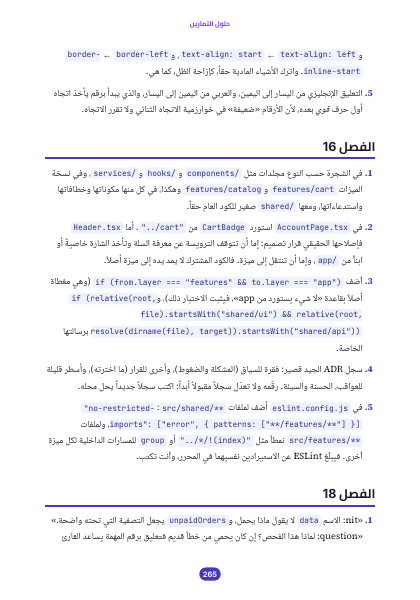 حلول التمارين
و text-align: left ← text-align: start، و border-left ← border-
inline-start. واترك الأشياء المادية حقاً، كإزاحة الظل، كما هي.
5. التعليق الإنجليزي من اليسار إلى اليمين، والعربي من اليمين إلى اليسار، والذي يبدأ برقم يأخذ اتجاه
أول حرف قوي بعده، لأن الأرقام «ضعيفة» في خوارزمية الاتجاه الثنائي ولا تقرر الاتجاه.
الفصل 16
1. في الشجرة حسب النوع مجلدات مثل components/ و hooks/ و services/، وفي نسخة
الميزات features/cart و features/catalog وهكذا، في كل منها مكوناتها وخطافاتها
واستدعاءاتها، ومعها shared/ صغير للكود العام حقاً.
2. في AccountPage.tsx استورد CartBadge من "../cart". أما Header.tsx
فإصلاحها الحقيقي قرار تصميم: إما أن تتوقف الترويسة عن معرفة السلة وتأخذ الشارة خاصيةً أو
ابناً من app/، وإما أن تنتقل إلى ميزة. فالكود المشترك لا يمد يده إلى ميزة أصلاً.
3. أضف if (from.layer === "features" && to.layer === "app") (وهي مغطاة
أصلاً بقاعدة «لا شيء يستورد من app»، فيثبت الاختبار ذلك)، و if (relative(root,
file).startsWith("shared/ui") && relative(root,
resolve(dirname(file), target)).startsWith("shared/api")) برسالتها
الخاصة.
4. سجل ADR الجيد قصير: فقرة للسياق (المشكلة والضغوط)، وأخرى للقرار (ما اخترته)، وأسطر قليلة
للعواقب، الحسنة والسيئة. رقّمه ولا تعدّل سجلاً مقبولاً أبداً: اكتب سجلاً جديداً يحل محله.
5. في eslint.config.js أضف لملفات src/shared/** : "no-restricted-
imports": ["error", { patterns: ["**/features/**"] }]، ولملفات
src/features/** نمطاً مثل "../*/!(index)" أو group للمسارات الداخلية لكل ميزة
أخرى. فيبلّغ ESLint عن الاستيرادين نفسيهما في المحرر، وأنت تكتب.
الفصل 18
1. «nit: الاسم data لا يقول ماذا يحمل، و unpaidOrders يجعل التصفية التي تحته واضحة.»
«question: لماذا هذا الفحص؟ إن كان يحمي من خطأ قديم فتعليق برقم المهمة يساعد القارئ
265